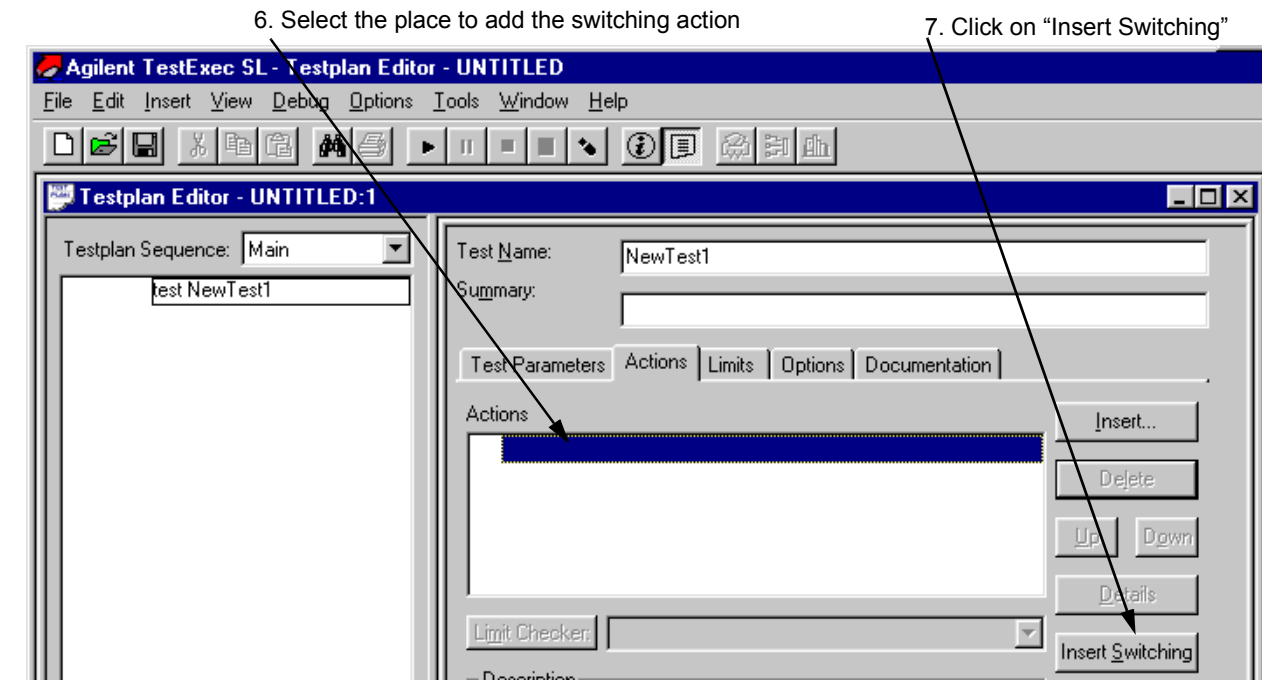 6. Select the place to add the switching action
7. Click on “Insert Switching”
Agilent TestExec SL - Testplan Editor - UNTITLED
File Edit Insert View Debug Options Tools Window Help
Testplan Editor - UNTITLED:1
Testplan Sequence: Main
test NewTest1
Test Name: NewTest1
Summary:
Test Parameters Actions Limits Options Documentation
Actions
Insert...
Delete
Up Down
Details
Limit Checker:
Insert Switching
Description